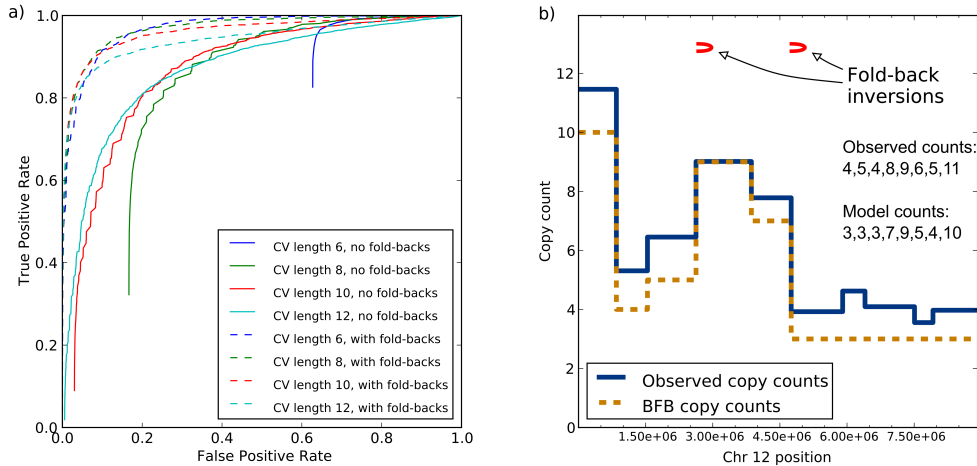 a)
True Positive Rate
1.0
0.8
0.6
0.4
0.2
0.0
0.0
0.2
0.4
0.6
0.8
1.0
False Positive Rate
CV length 6, no fold-backs
CV length 8, no fold-backs
CV length 10, no fold-backs
CV length 12, no fold-backs
CV length 6, with fold-backs
CV length 8, with fold-backs
CV length 10, with fold-backs
CV length 12, with fold-backs
b)
Copy count
12
10
8
6
4
2
0
Fold-back
inversions
Observed counts:
4,5,4,8,9,6,5,11
Model counts:
3,3,3,7,9,5,4,10
Observed copy counts
BFB copy counts
1.50e+06
3.00e+06
4.50e+06
6.00e+06
7.50e+06
Chr 12 position